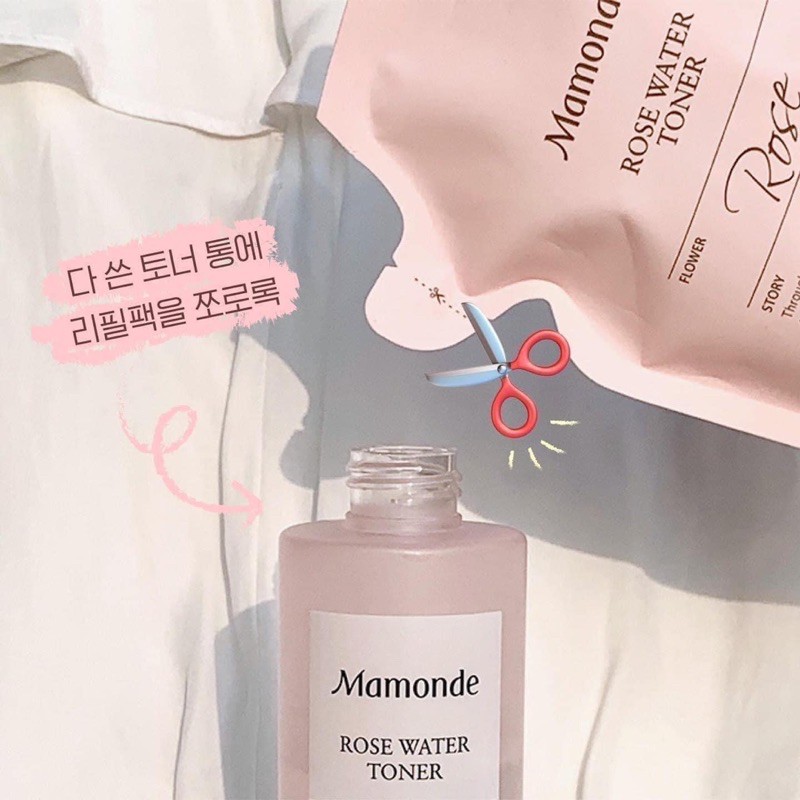 Mamonde
ROSE WATER
TONER
Rose
FLOWER
STORY
다 쓴 토너 통에
리필팩을 쪼로록
Mamonde
ROSE WATER
TONER